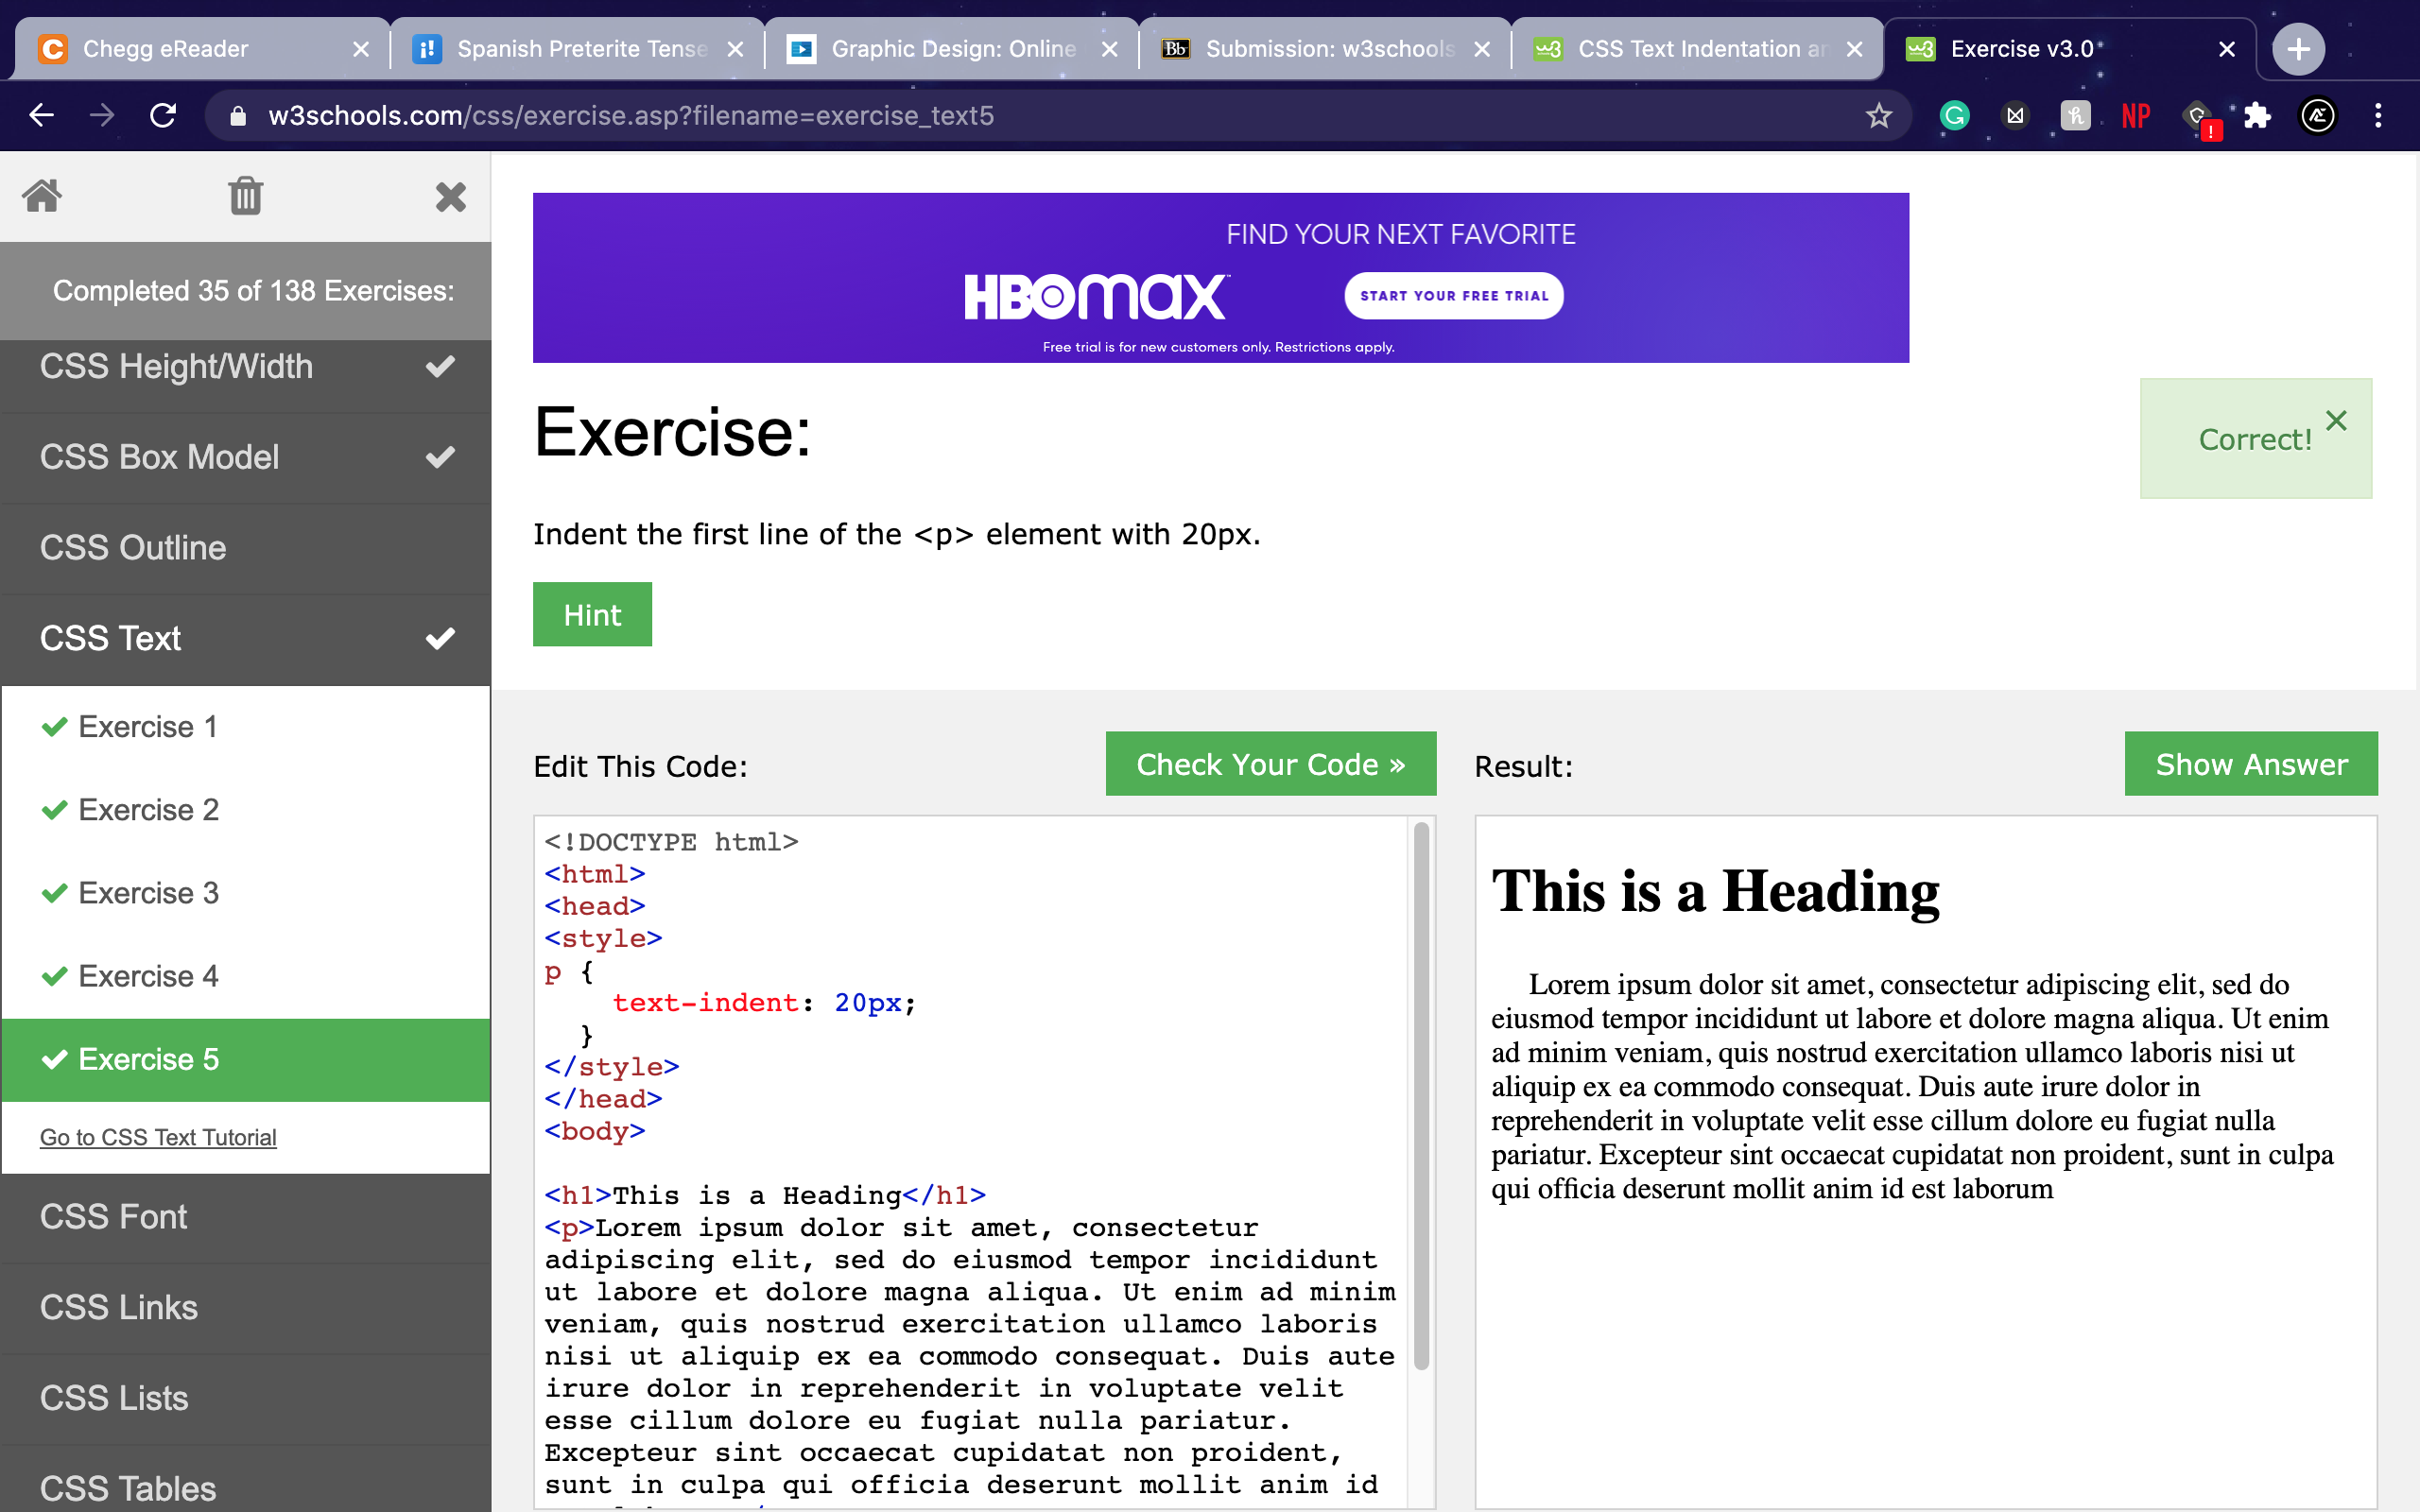 Chegg eReader
Spanish Preterite Tense
Graphic Design: Online
Submission: w3schools
CSS Text Indentation an
Exercise v3.0
w3schools.com/css/exercise.asp?filename=exercise_text5
Completed 35 of 138 Exercises:
CSS Height/Width
CSS Box Model
CSS Outline
CSS Text
Exercise 1
Exercise 2
Exercise 3
Exercise 4
Exercise 5
Go to CSS Text Tutorial
CSS Font
CSS Links
CSS Lists
CSS Tables
FIND YOUR NEXT FAVORITE
HBOmax
START YOUR FREE TRIAL
Free trial is for new customers only. Restrictions apply.
Exercise:
Correct!
Indent the first line of the <p> element with 20px.
Hint
Edit This Code:
Check Your Code »
<!DOCTYPE html>
<html>
<head>
<style>
p {
text-indent: 20px;
}
</style>
</head>
<body>
<h1>This is a Heading</h1>
<p>Lorem ipsum dolor sit amet, consectetur
adipiscing elit, sed do eiusmod tempor incididunt
ut labore et dolore magna aliqua. Ut enim ad minim
veniam, quis nostrud exercitation ullamco laboris
nisi ut aliquip ex ea commodo consequat. Duis aute
irure dolor in reprehenderit in voluptate velit
esse cillum dolore eu fugiat nulla pariatur.
Excepteur sint occaecat cupidatat non proident,
sunt in culpa qui officia deserunt mollit anim id
Result:
Show Answer
This is a Heading
Lorem ipsum dolor sit amet, consectetur adipiscing elit, sed do
eiusmod tempor incididunt ut labore et dolore magna aliqua. Ut enim
ad minim veniam, quis nostrud exercitation ullamco laboris nisi ut
aliquip ex ea commodo consequat. Duis aute irure dolor in
reprehenderit in voluptate velit esse cillum dolore eu fugiat nulla
pariatur. Excepteur sint occaecat cupidatat non proident, sunt in culpa
qui officia deserunt mollit anim id est laborum